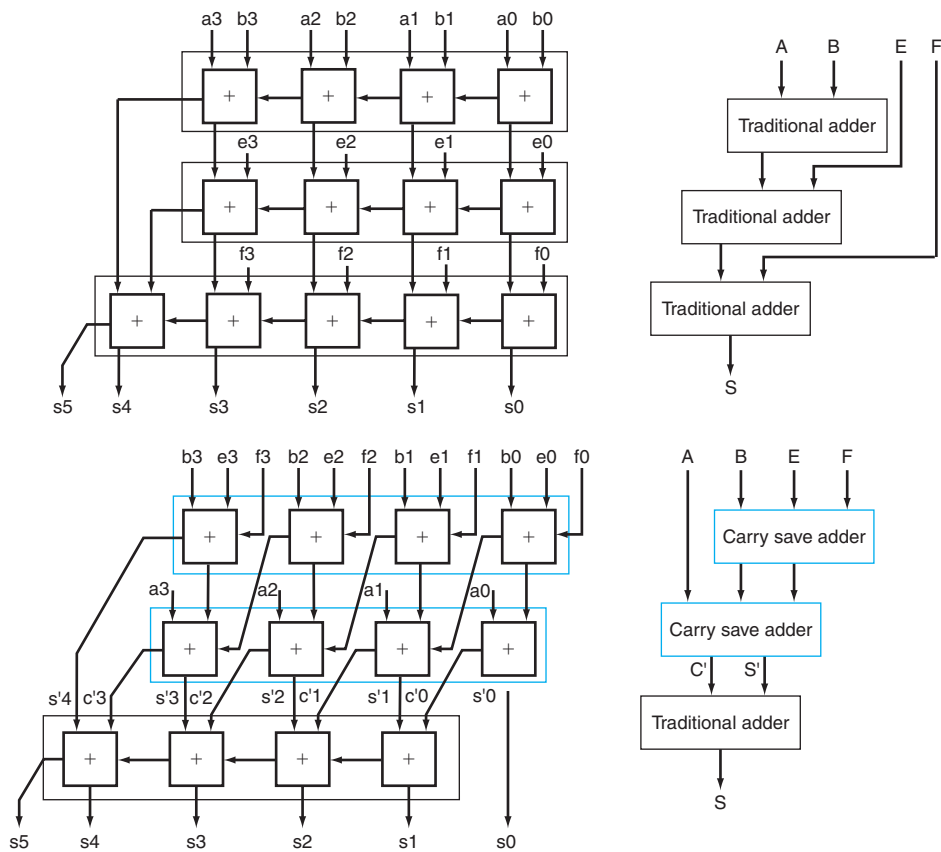 a3 b3 a2 b2 a1 b1 a0 b0
+ + + +
e3 e2 e1 e0
+ + + +
f3 f2 f1 f0
+ + + + +
s5 s4 s3 s2 s1 s0
A B E F
Traditional adder
Traditional adder
Traditional adder
S
b3 e3 f3 b2 e2 f2 b1 e1 f1 b0 e0 f0
+ + + +
a3 a2 a1 a0
+ + + +
s'4 c'3 s'3 c'2 s'2 c'1 s'1 c'0 s'0
+ + + +
s5 s4 s3 s2 s1 s0
A B E F
Carry save adder
Carry save adder
C' S'
Traditional adder
S